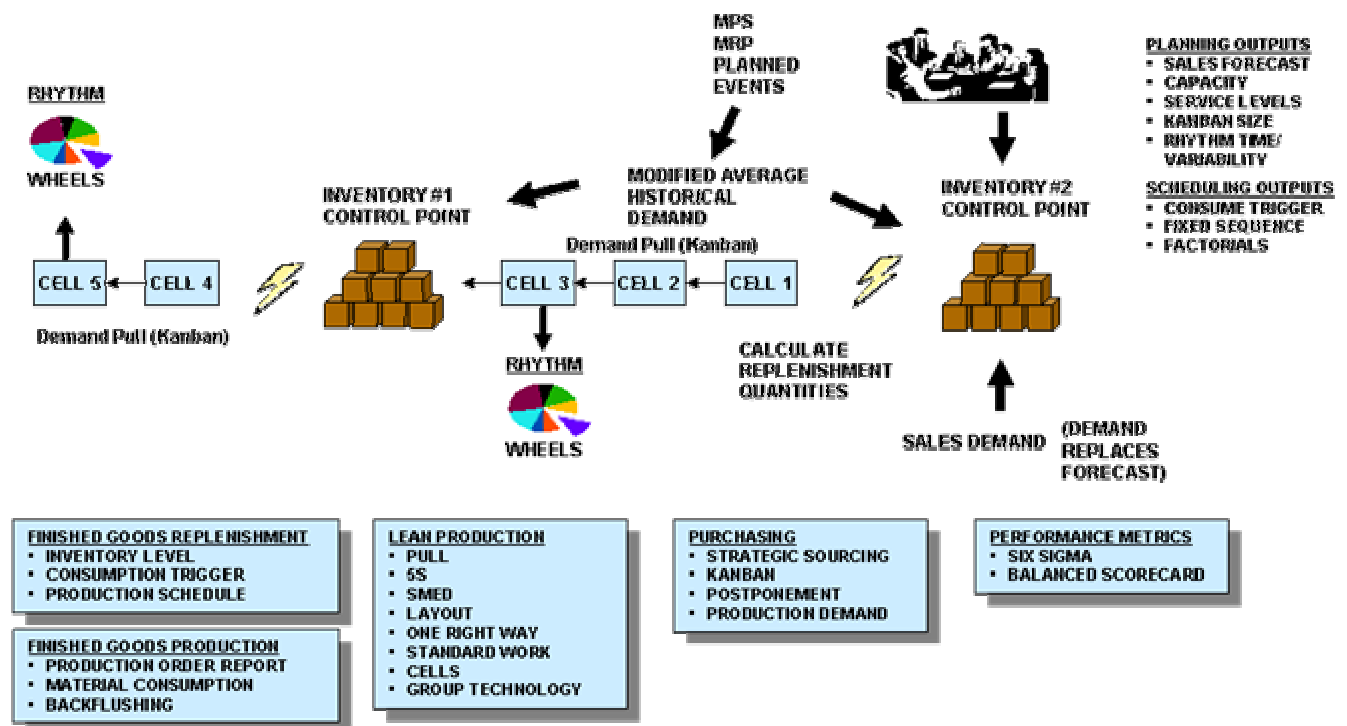 MPS
MRP
PLANNED
EVENTS
PLANNING OUTPUTS
▪ SALES FORECAST
▪ CAPACITY
▪ SERVICE LEVELS
▪ KANBAN SIZE
▪ RHYTHM TIME/
VARIABILITY
SCHEDULING OUTPUTS
▪ CONSUME TRIGGER
▪ FIXED SEQUENCE
▪ FACTORIALS
RHYTHM
WHEELS
INVENTORY #1
CONTROL POINT
MODIFIED AVERAGE
HISTORICAL
DEMAND
INVENTORY #2
CONTROL POINT
Demand Pull (Kanban)
CELL 5
CELL 4
CELL 3
CELL 2
CELL 1
Demand Pull (Kanban)
RHYTHM
WHEELS
CALCULATE
REPLENISHMENT
QUANTITIES
SALES DEMAND
(DEMAND
REPLACES
FORECAST)
FINISHED GOODS REPLENISHMENT
▪ INVENTORY LEVEL
▪ CONSUMPTION TRIGGER
▪ PRODUCTION SCHEDULE
FINISHED GOODS PRODUCTION
▪ PRODUCTION ORDER REPORT
▪ MATERIAL CONSUMPTION
▪ BACKFLUSHING
LEAN PRODUCTION
▪ PULL
▪ 5S
▪ SMED
▪ LAYOUT
▪ ONE RIGHT WAY
▪ STANDARD WORK
▪ CELLS
▪ GROUP TECHNOLOGY
PURCHASING
▪ STRATEGIC SOURCING
▪ KANBAN
▪ POSTPONEMENT
▪ PRODUCTION DEMAND
PERFORMANCE METRICS
▪ SIX SIGMA
▪ BALANCED SCORECARD